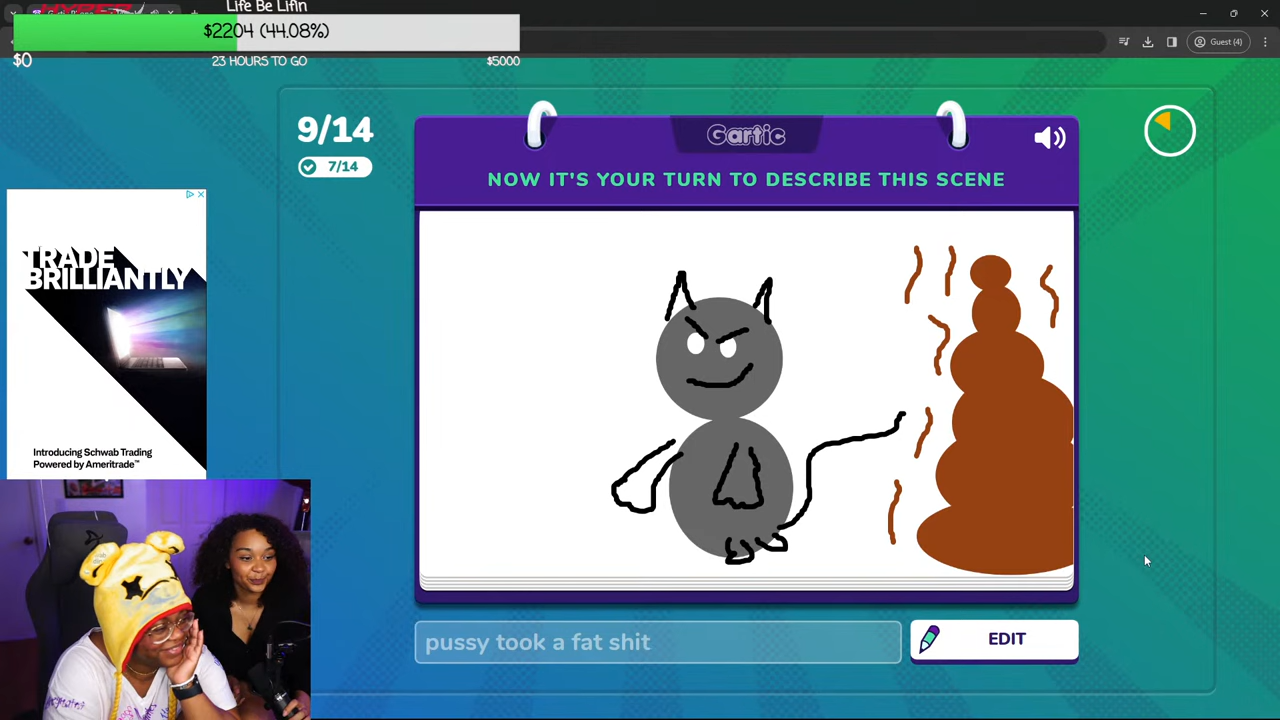 Life Be Lifin
$2204 (44.08%)
$0
23 HOURS TO GO
$5000
Guest (4)
9/14
7/14
Gartic
NOW IT'S YOUR TURN TO DESCRIBE THIS SCENE
TRADE
BRILLIANTLY
Introducing Schwab Trading
Powered by Ameritrade™
pussy took a fat shit
EDIT